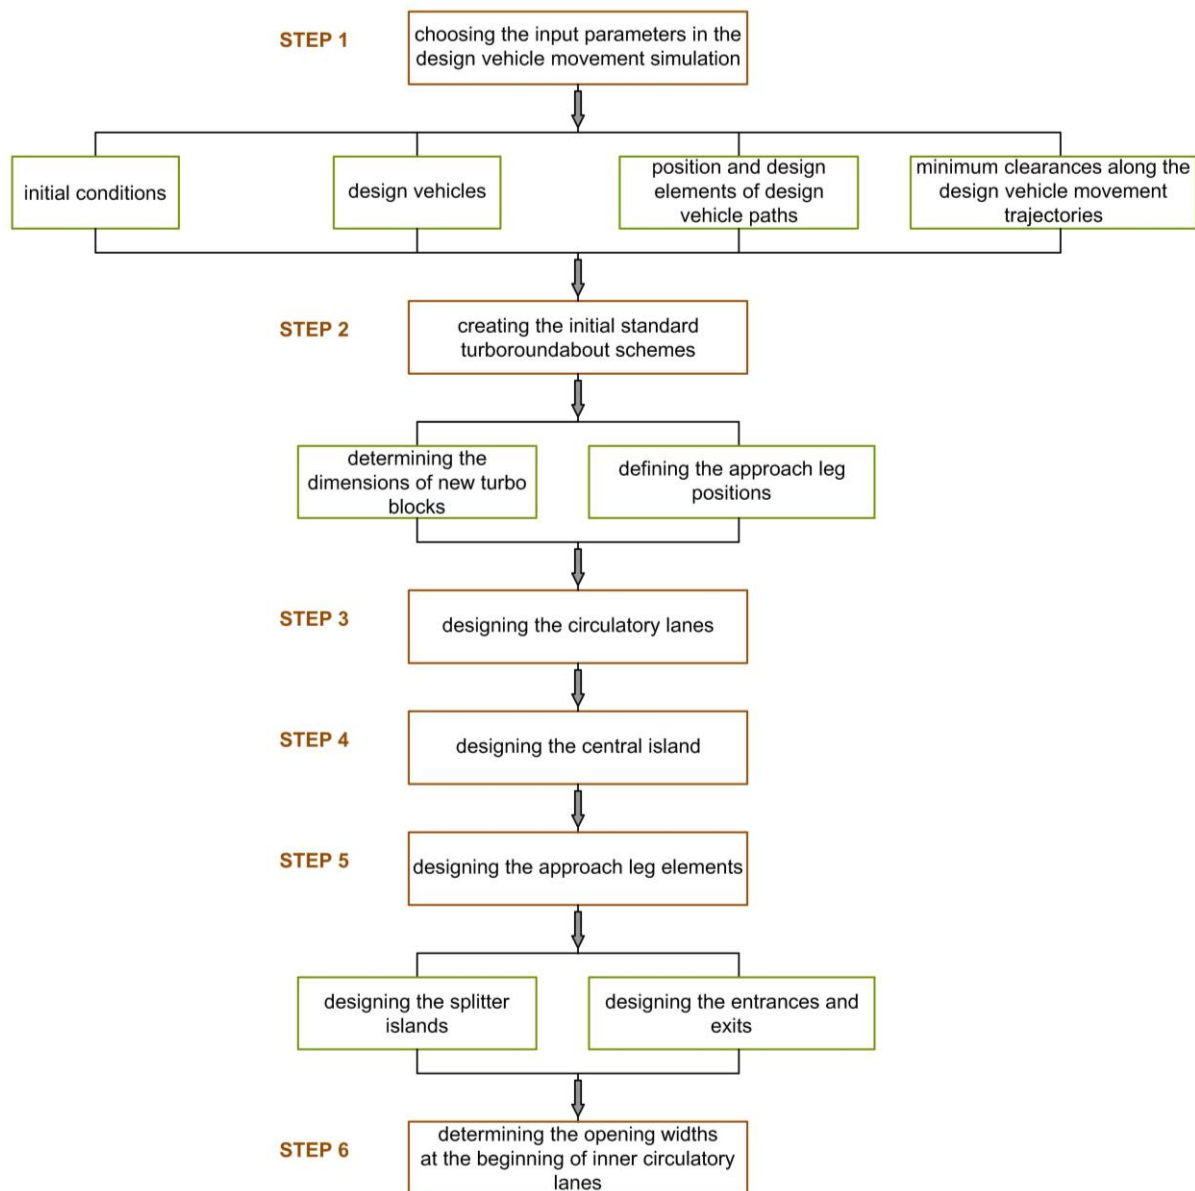 STEP 1
choosing the input parameters in the
design vehicle movement simulation
initial conditions
design vehicles
position and design
elements of design
vehicle paths
minimum clearances along the
design vehicle movement
trajectories
STEP 2
creating the initial standard
turboroundabout schemes
determining the
dimensions of new turbo
blocks
defining the approach leg
positions
STEP 3
designing the circulatory lanes
STEP 4
designing the central island
STEP 5
designing the approach leg elements
designing the splitter
islands
designing the entrances and
exits
STEP 6
determining the opening widths
at the beginning of inner circulatory
lanes